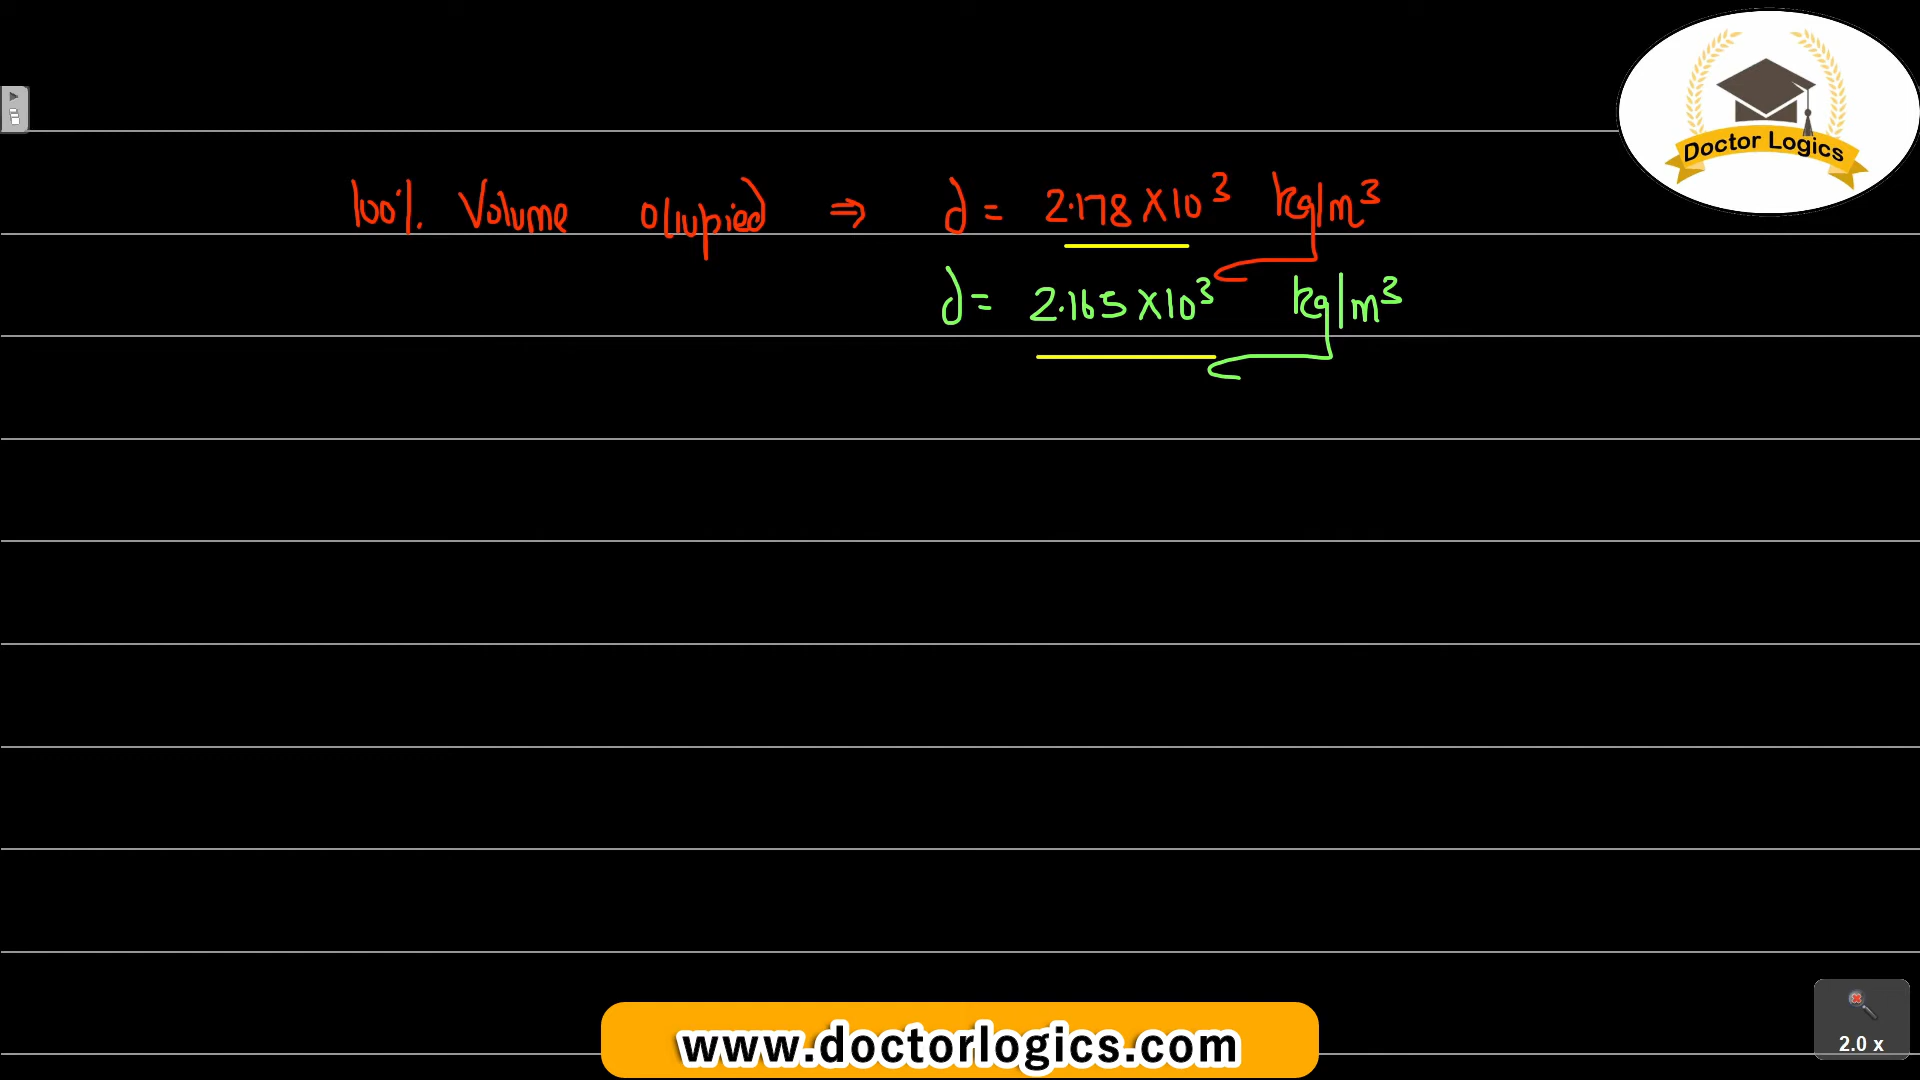 Doctor Logics
100% Volume occupied ⇒ d = 2.178 × 10³ kg/m³
d = 2.165 × 10³ kg/m³
www.doctorlogics.com
2.0 x